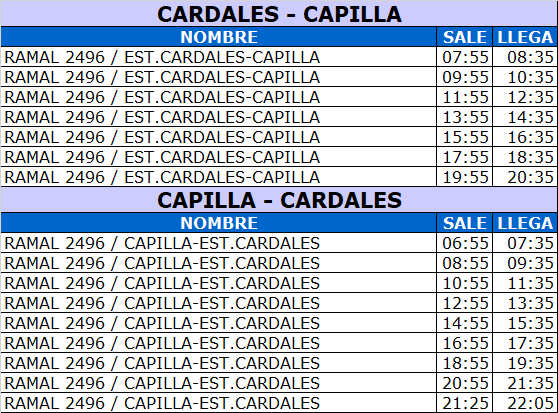 CARDALES - CAPILLA
NOMBRE SALE LLEGA
RAMAL 2496 / EST.CARDALES-CAPILLA 07:55 08:35
RAMAL 2496 / EST.CARDALES-CAPILLA 09:55 10:35
RAMAL 2496 / EST.CARDALES-CAPILLA 11:55 12:35
RAMAL 2496 / EST.CARDALES-CAPILLA 13:55 14:35
RAMAL 2496 / EST.CARDALES-CAPILLA 15:55 16:35
RAMAL 2496 / EST.CARDALES-CAPILLA 17:55 18:35
RAMAL 2496 / EST.CARDALES-CAPILLA 19:55 20:35
CAPILLA - CARDALES
NOMBRE SALE LLEGA
RAMAL 2496 / CAPILLA-EST.CARDALES 06:55 07:35
RAMAL 2496 / CAPILLA-EST.CARDALES 08:55 09:35
RAMAL 2496 / CAPILLA-EST.CARDALES 10:55 11:35
RAMAL 2496 / CAPILLA-EST.CARDALES 12:55 13:35
RAMAL 2496 / CAPILLA-EST.CARDALES 14:55 15:35
RAMAL 2496 / CAPILLA-EST.CARDALES 16:55 17:35
RAMAL 2496 / CAPILLA-EST.CARDALES 18:55 19:35
RAMAL 2496 / CAPILLA-EST.CARDALES 20:55 21:35
RAMAL 2496 / CAPILLA-EST.CARDALES 21:25 22:05